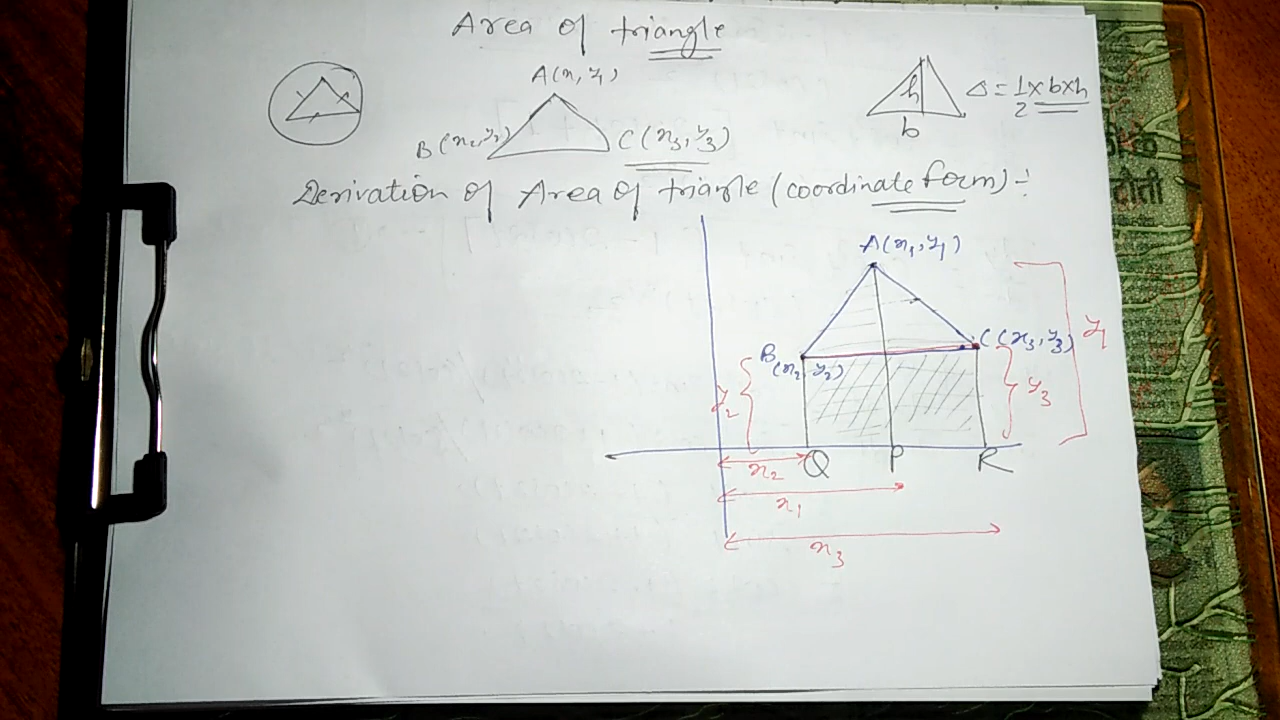 Area of triangle
A(x, y1)
B(x2, y2) C(x3, y3)
h
b
Δ = 1/2 × b × h
Derivation of Area of triangle (coordinate form) :-
A(x1, y1)
B(x2, y2)
C(x3, y3)
y1
y2
y3
Q P R
x2
x1
x3